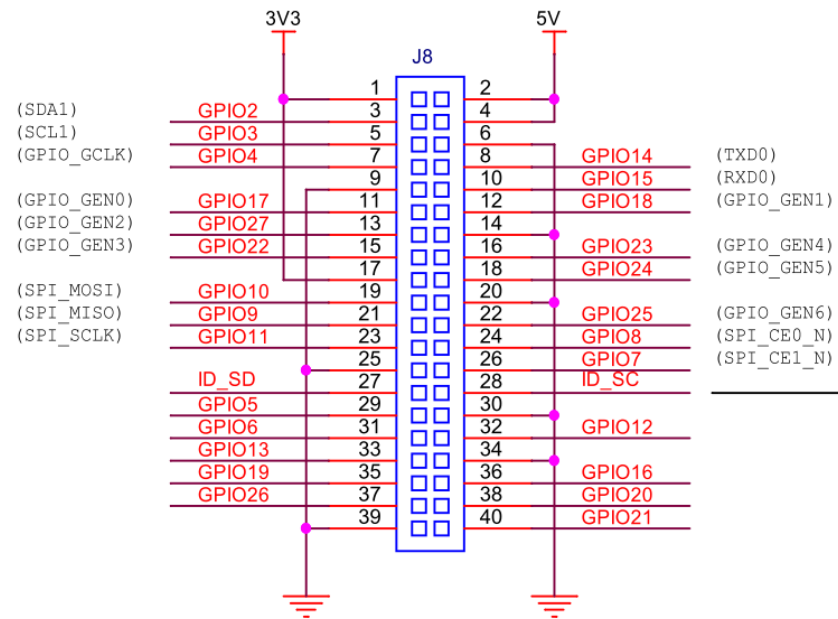 3V3 5V
J8
1 2
(SDA1) GPIO2 3 4
(SCL1) GPIO3 5 6
(GPIO_GCLK) GPIO4 7 8 GPIO14 (TXD0)
9 10 GPIO15 (RXD0)
(GPIO_GEN0) GPIO17 11 12 GPIO18 (GPIO_GEN1)
(GPIO_GEN2) GPIO27 13 14
(GPIO_GEN3) GPIO22 15 16 GPIO23 (GPIO_GEN4)
17 18 GPIO24 (GPIO_GEN5)
(SPI_MOSI) GPIO10 19 20
(SPI_MISO) GPIO9 21 22 GPIO25 (GPIO_GEN6)
(SPI_SCLK) GPIO11 23 24 GPIO8 (SPI_CE0_N)
25 26 GPIO7 (SPI_CE1_N)
ID_SD 27 28 ID_SC
GPIO5 29 30
GPIO6 31 32 GPIO12
GPIO13 33 34
GPIO19 35 36 GPIO16
GPIO26 37 38 GPIO20
39 40 GPIO21